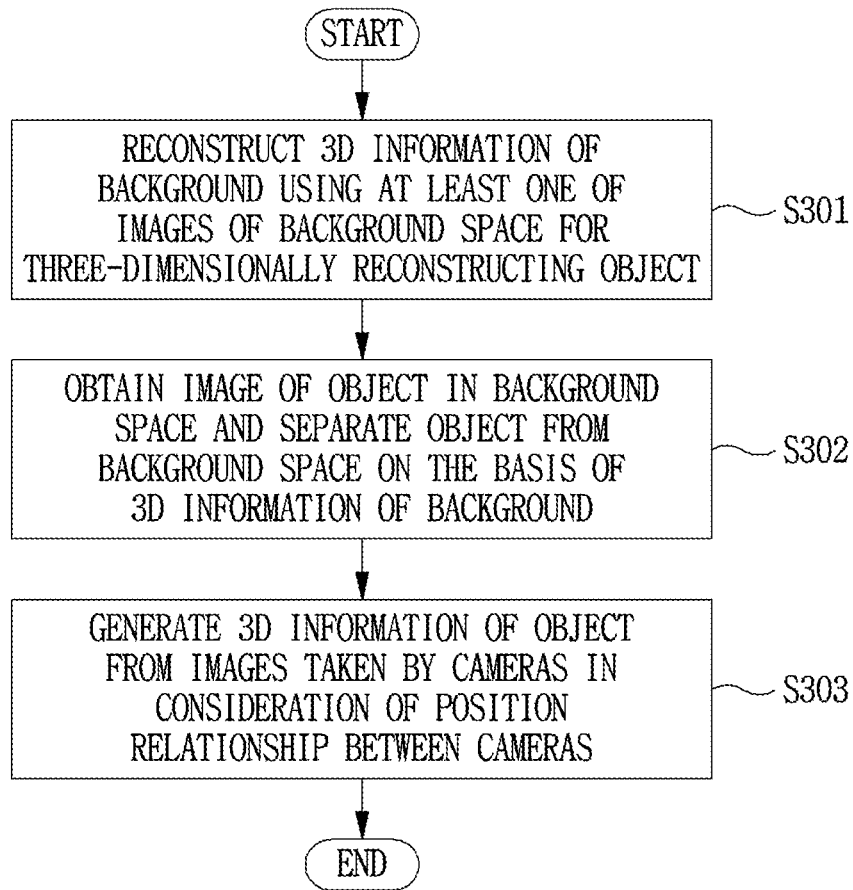 START
RECONSTRUCT 3D INFORMATION OF
BACKGROUND USING AT LEAST ONE OF
IMAGES OF BACKGROUND SPACE FOR
THREE-DIMENSIONALLY RECONSTRUCTING OBJECT
S301
OBTAIN IMAGE OF OBJECT IN BACKGROUND
SPACE AND SEPARATE OBJECT FROM
BACKGROUND SPACE ON THE BASIS OF
3D INFORMATION OF BACKGROUND
S302
GENERATE 3D INFORMATION OF OBJECT
FROM IMAGES TAKEN BY CAMERAS IN
CONSIDERATION OF POSITION
RELATIONSHIP BETWEEN CAMERAS
S303
END